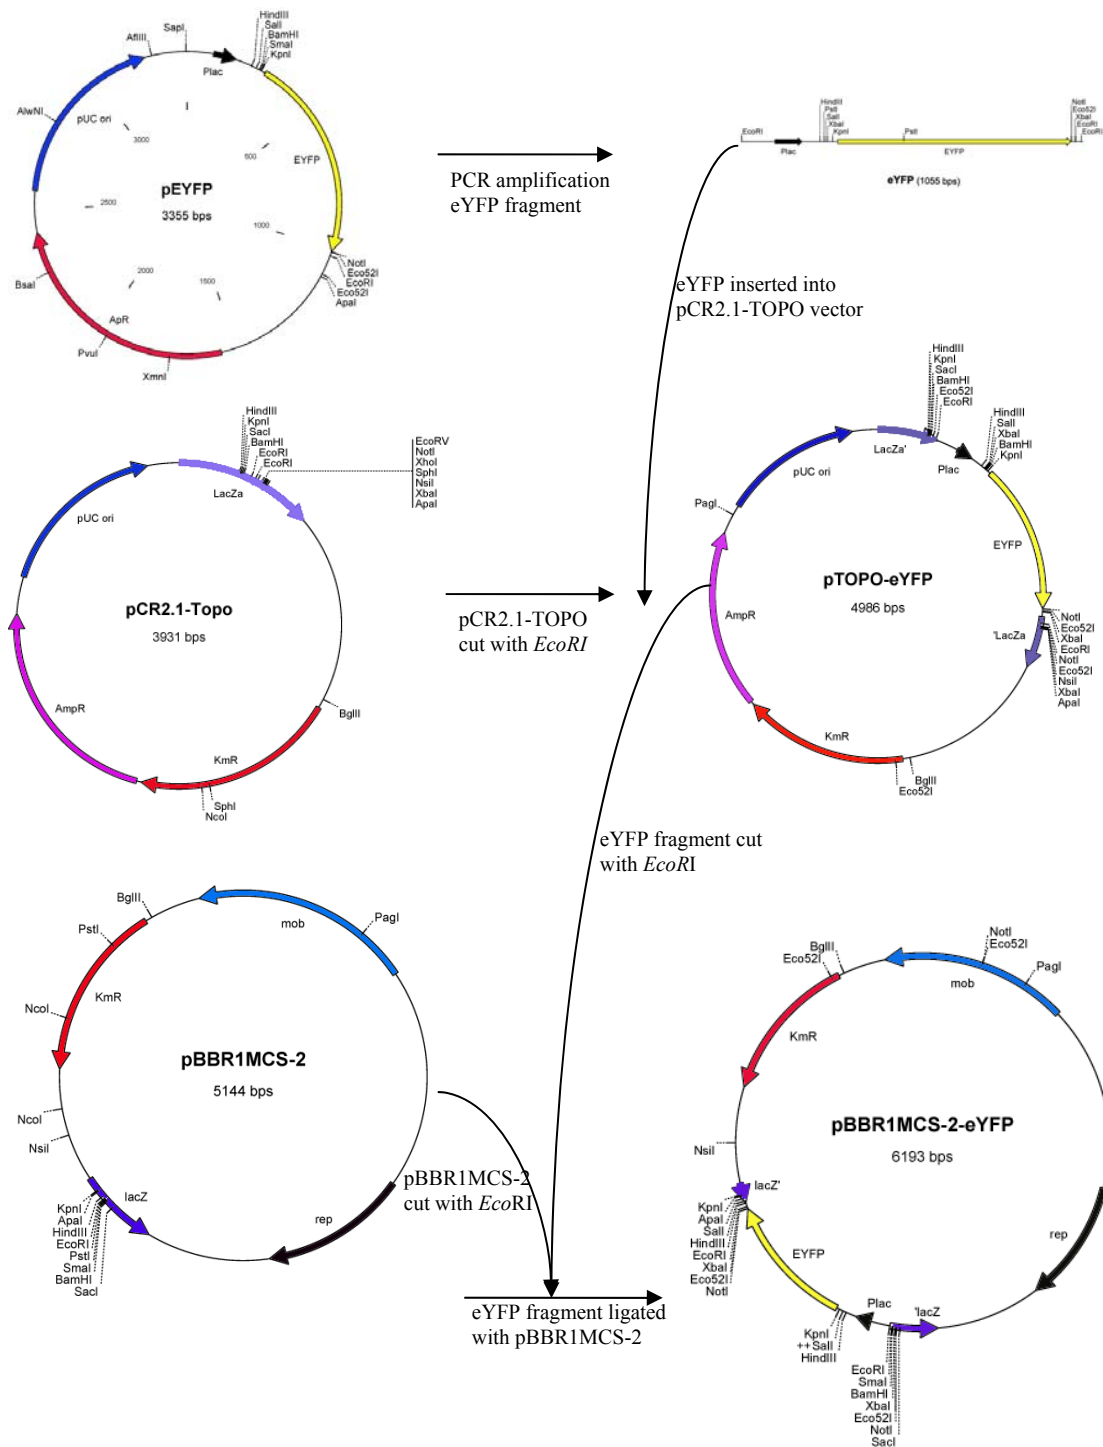 SapI
AflIII
HindIII
SalI
BamHI
SmaI
KpnI
Plac
AlwNI
pUC ori
I
3000
500
EYFP
pEYFP
3355 bps
2500
1000
2000
1500
NotI
Eco52I
EcoRI
Eco52I
ApaI
BsaI
ApR
PvuI
XmnI
PCR amplification
eYFP fragment
EcoRI
Plac
HindIII
PstI
SalI
XbaI
KpnI
PstI
EYFP
NotI
Eco52I
XbaI
EcoRI
EcoRI
eYFP (1055 bps)
eYFP inserted into
pCR2.1-TOPO vector
HindIII
KpnI
SacI
BamHI
EcoRI
EcoRI
EcoRV
NotI
XhoI
SphI
NsiI
XbaI
ApaI
LacZa
pUC ori
pCR2.1-Topo
3931 bps
AmpR
BglII
KmR
SphI
NcoI
pCR2.1-TOPO
cut with EcoRI
HindIII
KpnI
SacI
BamHI
Eco52I
EcoRI
HindIII
SalI
XbaI
BamHI
KpnI
LacZa'
Plac
pUC ori
PagI
EYFP
pTOPO-eYFP
4986 bps
AmpR
NotI
Eco52I
XbaI
EcoRI
NotI
Eco52I
NsiI
XbaI
ApaI
'LacZa
KmR
BglII
Eco52I
eYFP fragment cut
with EcoRI
BglII
PstI
mob
PagI
KmR
NcoI
pBBR1MCS-2
5144 bps
NcoI
NsiI
lacZ
KpnI
ApaI
HindIII
EcoRI
PstI
SmaI
BamHI
SacI
rep
pBBR1MCS-2
cut with EcoRI
eYFP fragment ligated
with pBBR1MCS-2
BglII
Eco52I
NotI
Eco52I
PagI
mob
KmR
pBBR1MCS-2-eYFP
6193 bps
NsiI
lacZ'
KpnI
ApaI
SalI
HindIII
EcoRI
XbaI
Eco52I
NotI
EYFP
rep
Plac
'lacZ
KpnI
++SalI
HindIII
EcoRI
SmaI
BamHI
XbaI
Eco52I
NotI
SacI